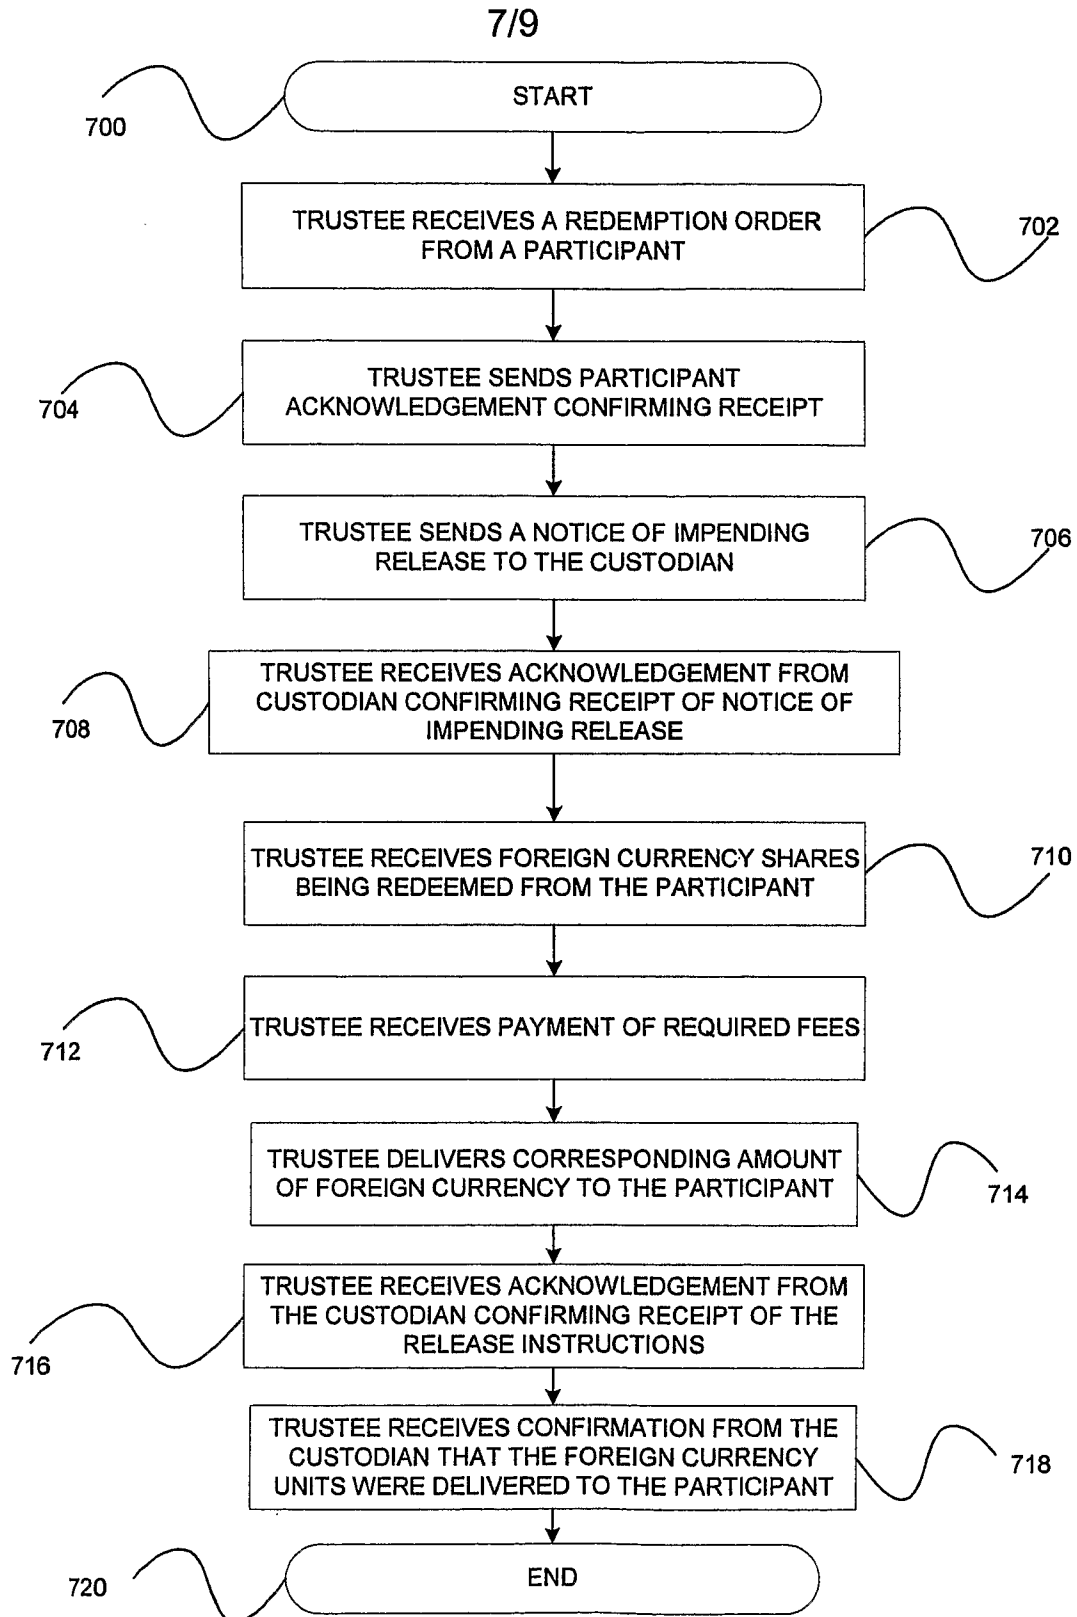 7/9
START
700
TRUSTEE RECEIVES A REDEMPTION ORDER
FROM A PARTICIPANT
702
TRUSTEE SENDS PARTICIPANT
ACKNOWLEDGEMENT CONFIRMING RECEIPT
704
TRUSTEE SENDS A NOTICE OF IMPENDING
RELEASE TO THE CUSTODIAN
706
TRUSTEE RECEIVES ACKNOWLEDGEMENT FROM
CUSTODIAN CONFIRMING RECEIPT OF NOTICE OF
IMPENDING RELEASE
708
TRUSTEE RECEIVES FOREIGN CURRENCY SHARES
BEING REDEEMED FROM THE PARTICIPANT
710
TRUSTEE RECEIVES PAYMENT OF REQUIRED FEES
712
TRUSTEE DELIVERS CORRESPONDING AMOUNT
OF FOREIGN CURRENCY TO THE PARTICIPANT
714
TRUSTEE RECEIVES ACKNOWLEDGEMENT FROM
THE CUSTODIAN CONFIRMING RECEIPT OF THE
RELEASE INSTRUCTIONS
716
TRUSTEE RECEIVES CONFIRMATION FROM THE
CUSTODIAN THAT THE FOREIGN CURRENCY
UNITS WERE DELIVERED TO THE PARTICIPANT
718
END
720